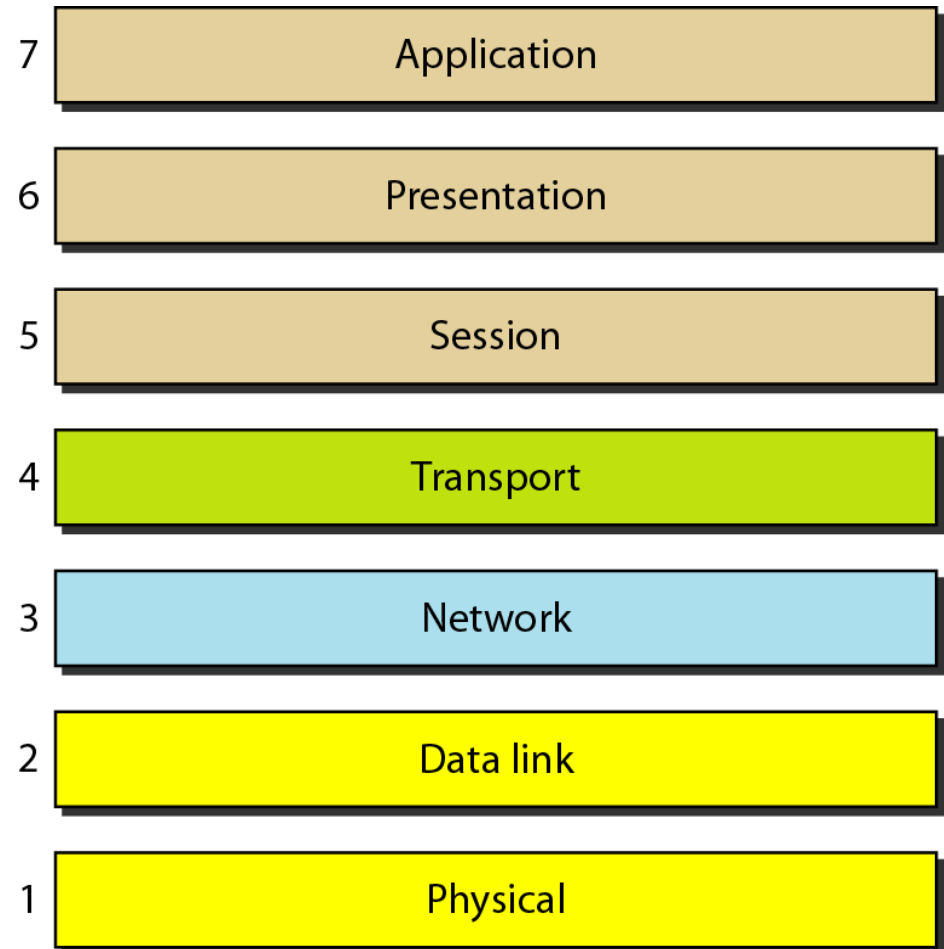 7 Application
6 Presentation
5 Session
4 Transport
3 Network
2 Data link
1 Physical